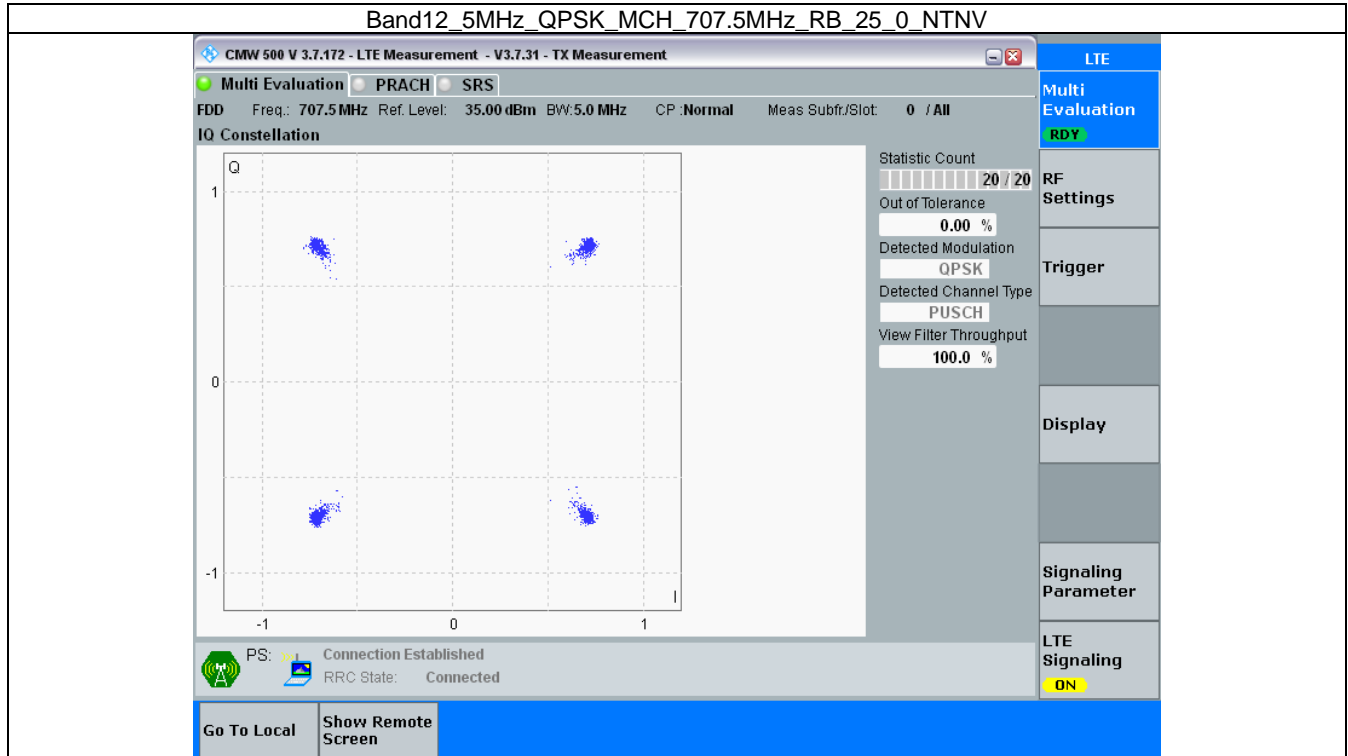 Band12_5MHz_QPSK_MCH_707.5MHz_RB_25_0_NTNV
CMW 500 V 3.7.172 - LTE Measurement - V3.7.31 - TX Measurement
LTE
Multi Evaluation PRACH SRS
FDD Freq.: 707.5 MHz Ref. Level: 35.00 dBm BW: 5.0 MHz CP :Normal Meas Subfr./Slot: 0 / All
IQ Constellation
Multi
Evaluation
RDY
Q
1
0
-1
I
-1 0 1
Statistic Count
20 / 20
Out of Tolerance
0.00 %
Detected Modulation
QPSK
Detected Channel Type
PUSCH
View Filter Throughput
100.0 %
RF
Settings
Trigger
Display
Signaling
Parameter
LTE
Signaling
ON
PS: Connection Established
RRC State: Connected
Go To Local
Show Remote
Screen